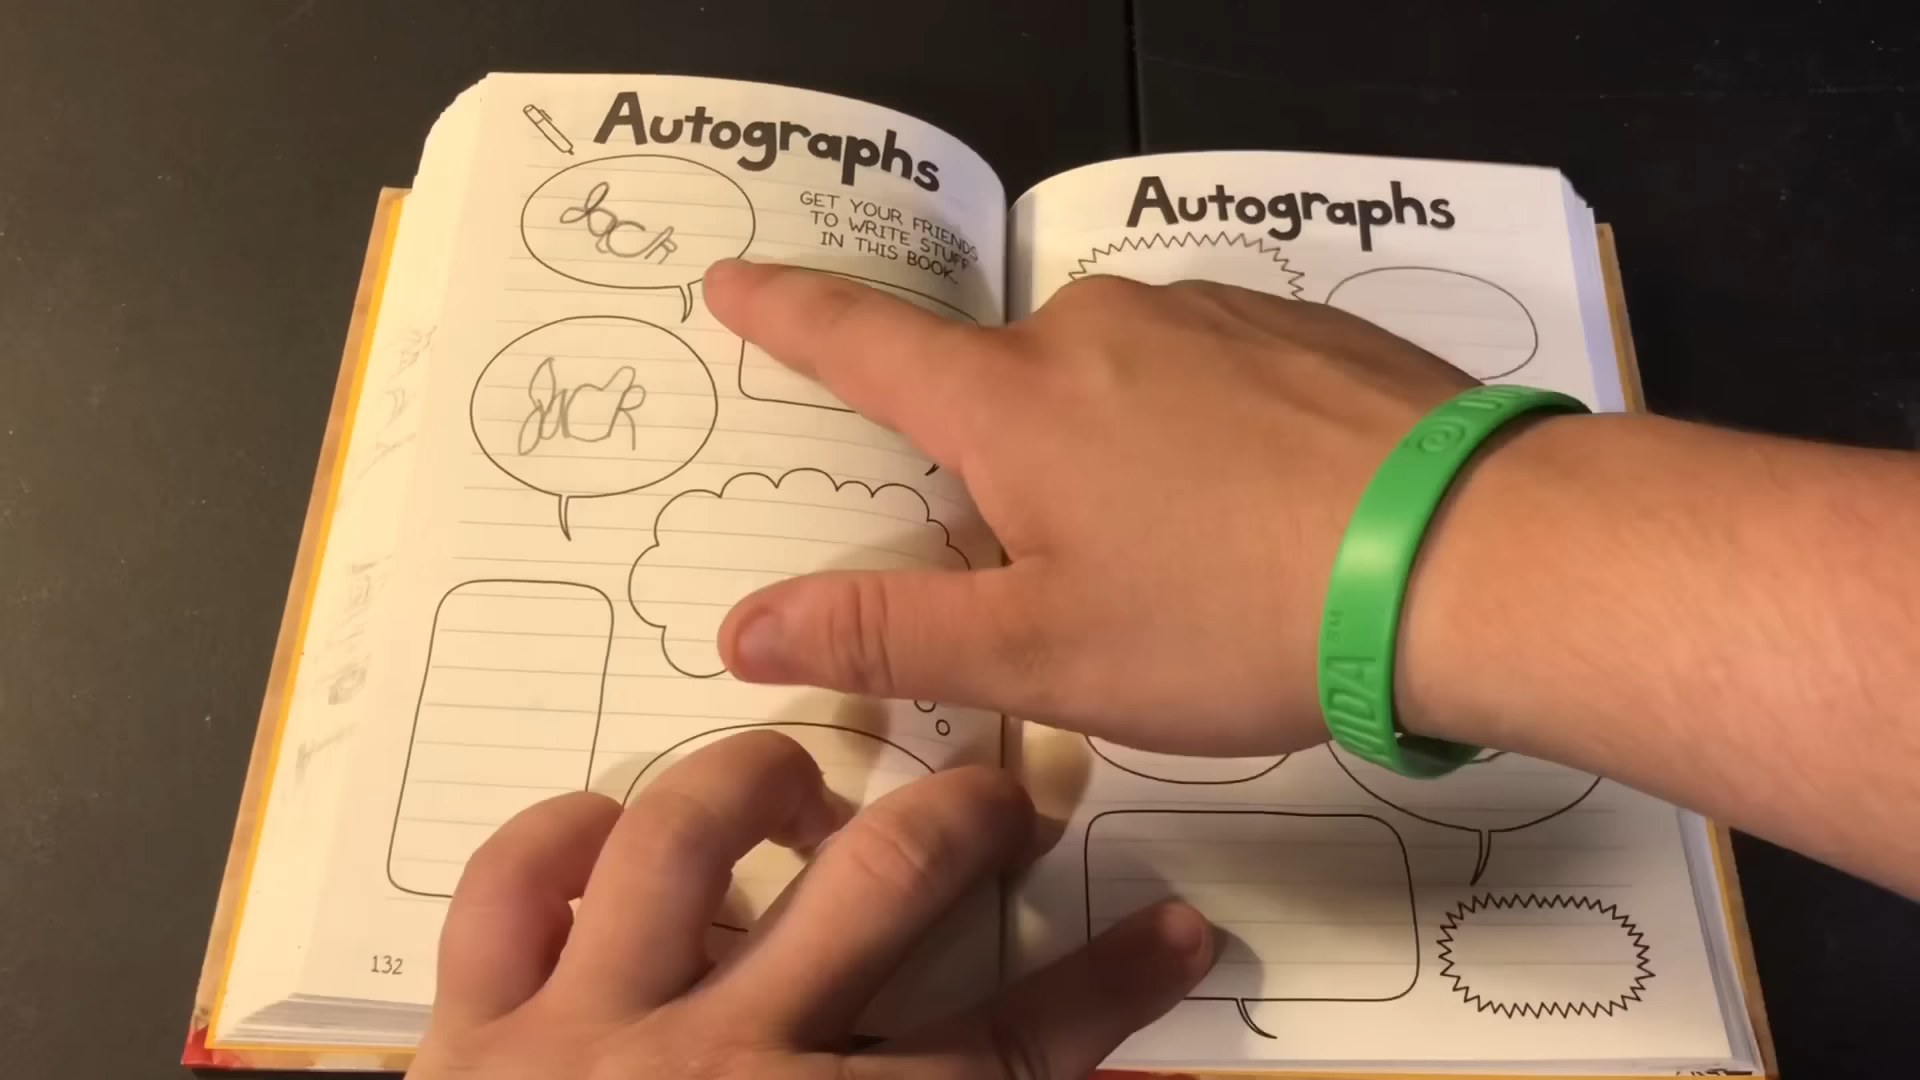 Autographs
GET YOUR FRIENDS
TO WRITE STUFF
IN THIS BOOK...
Jack
Jack
132
Autographs